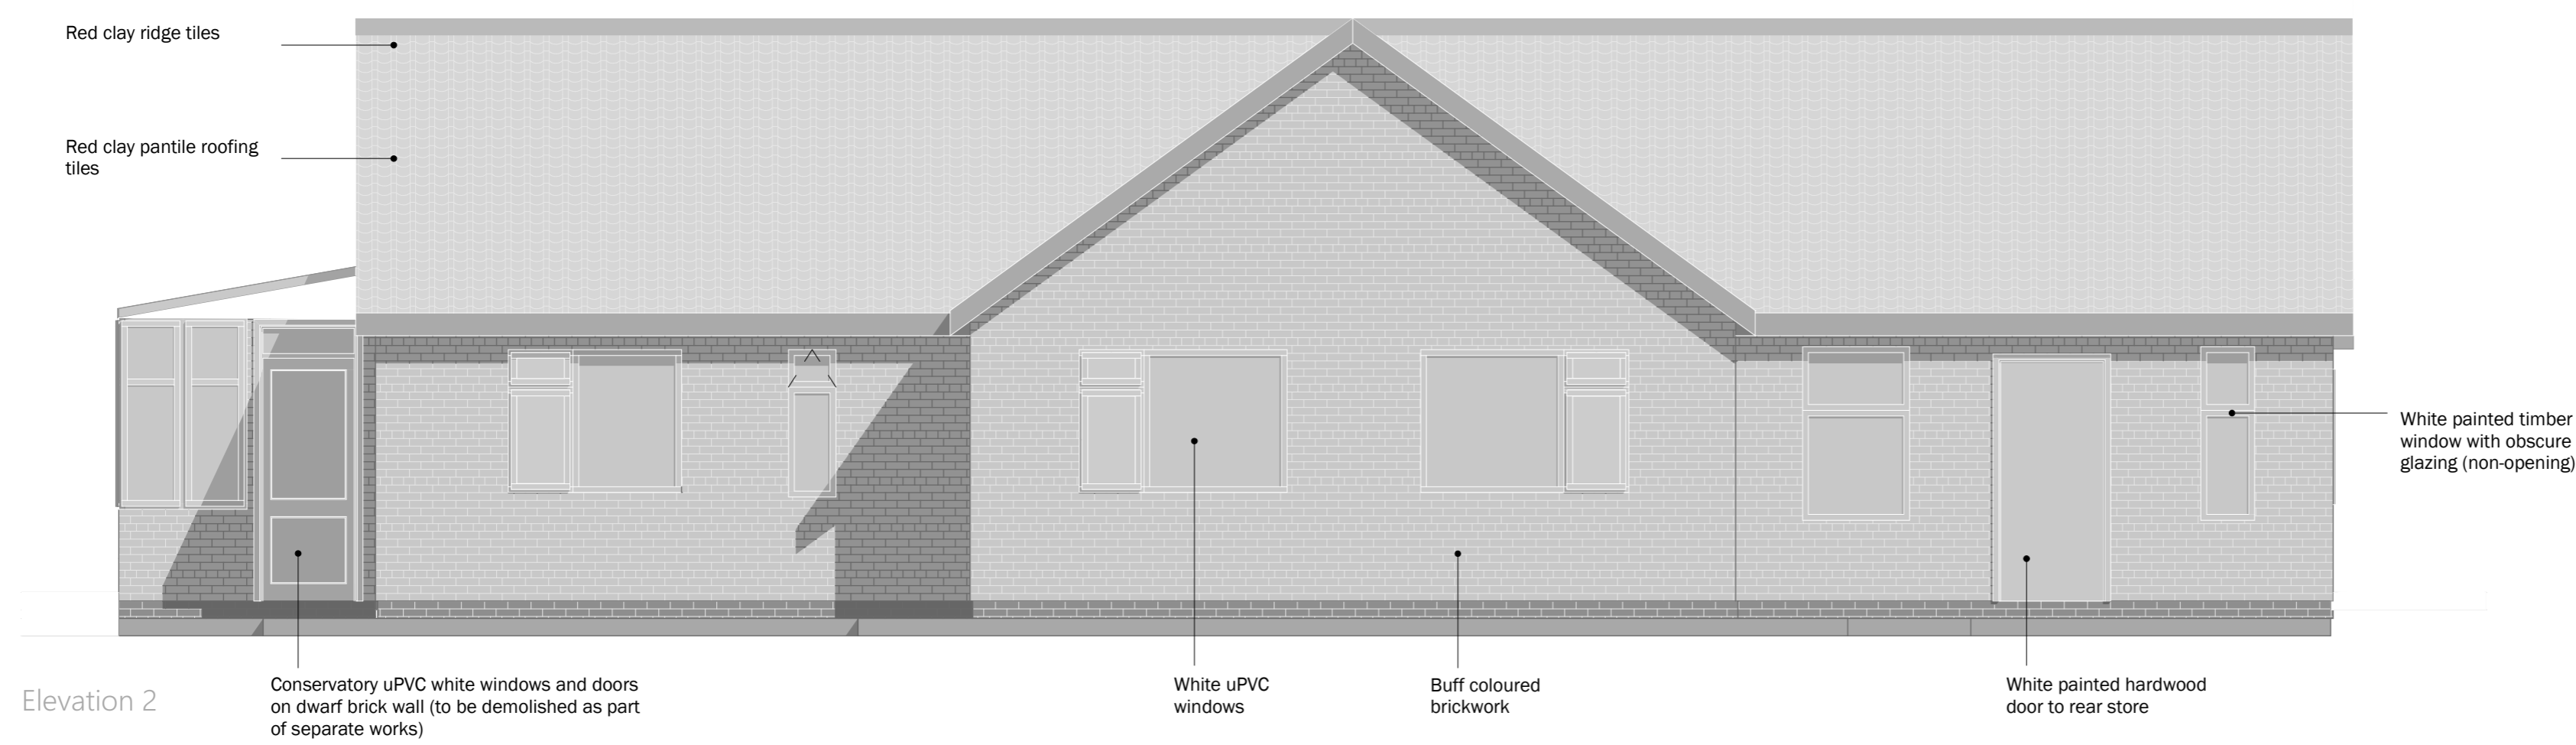 Red clay ridge tiles
Red clay pantile roofing
tiles
White painted timber
window with obscure
glazing (non-opening)
Elevation 2
Conservatory uPVC white windows and doors
on dwarf brick wall (to be demolished as part
of separate works)
White uPVC
windows
Buff coloured
brickwork
White painted hardwood
door to rear store